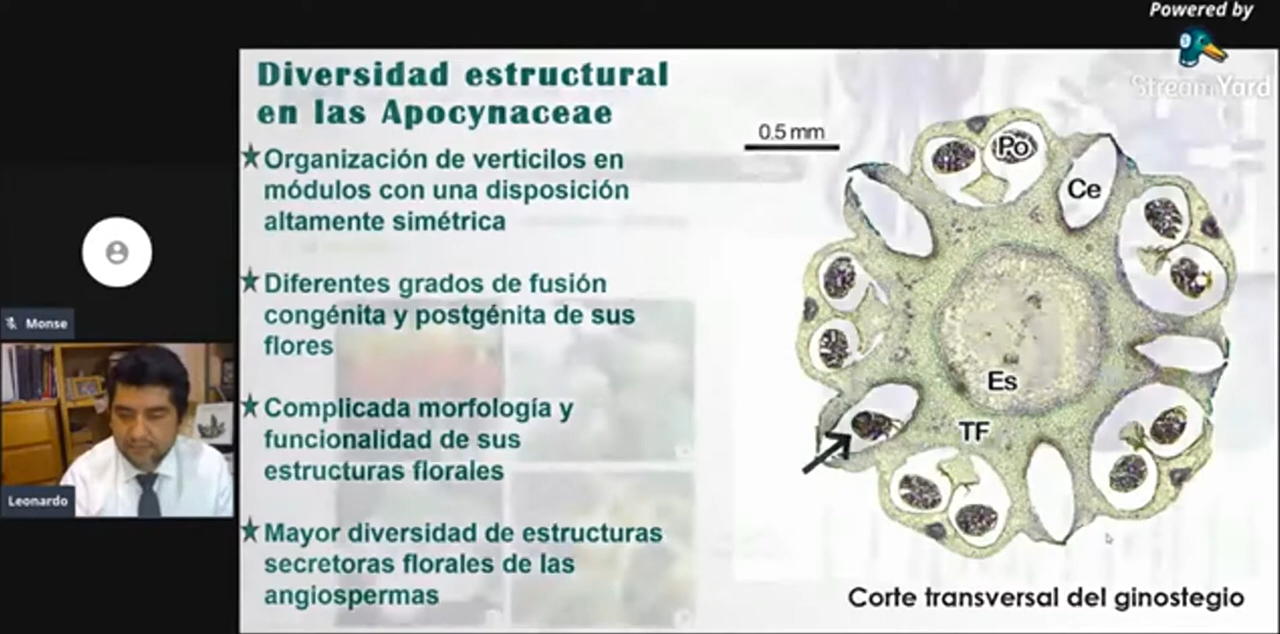 Powered by
StreamYard
Diversidad estructural
en las Apocynaceae
★Organización de verticilos en
módulos con una disposición
altamente simétrica
★Diferentes grados de fusión
congénita y postgénita de sus
flores
★Complicada morfología y
funcionalidad de sus
estructuras florales
★Mayor diversidad de estructuras
secretoras florales de las
angiospermas
0.5 mm
Po
Ce
Es
TF
Corte transversal del ginostegio
Monse
Leonardo